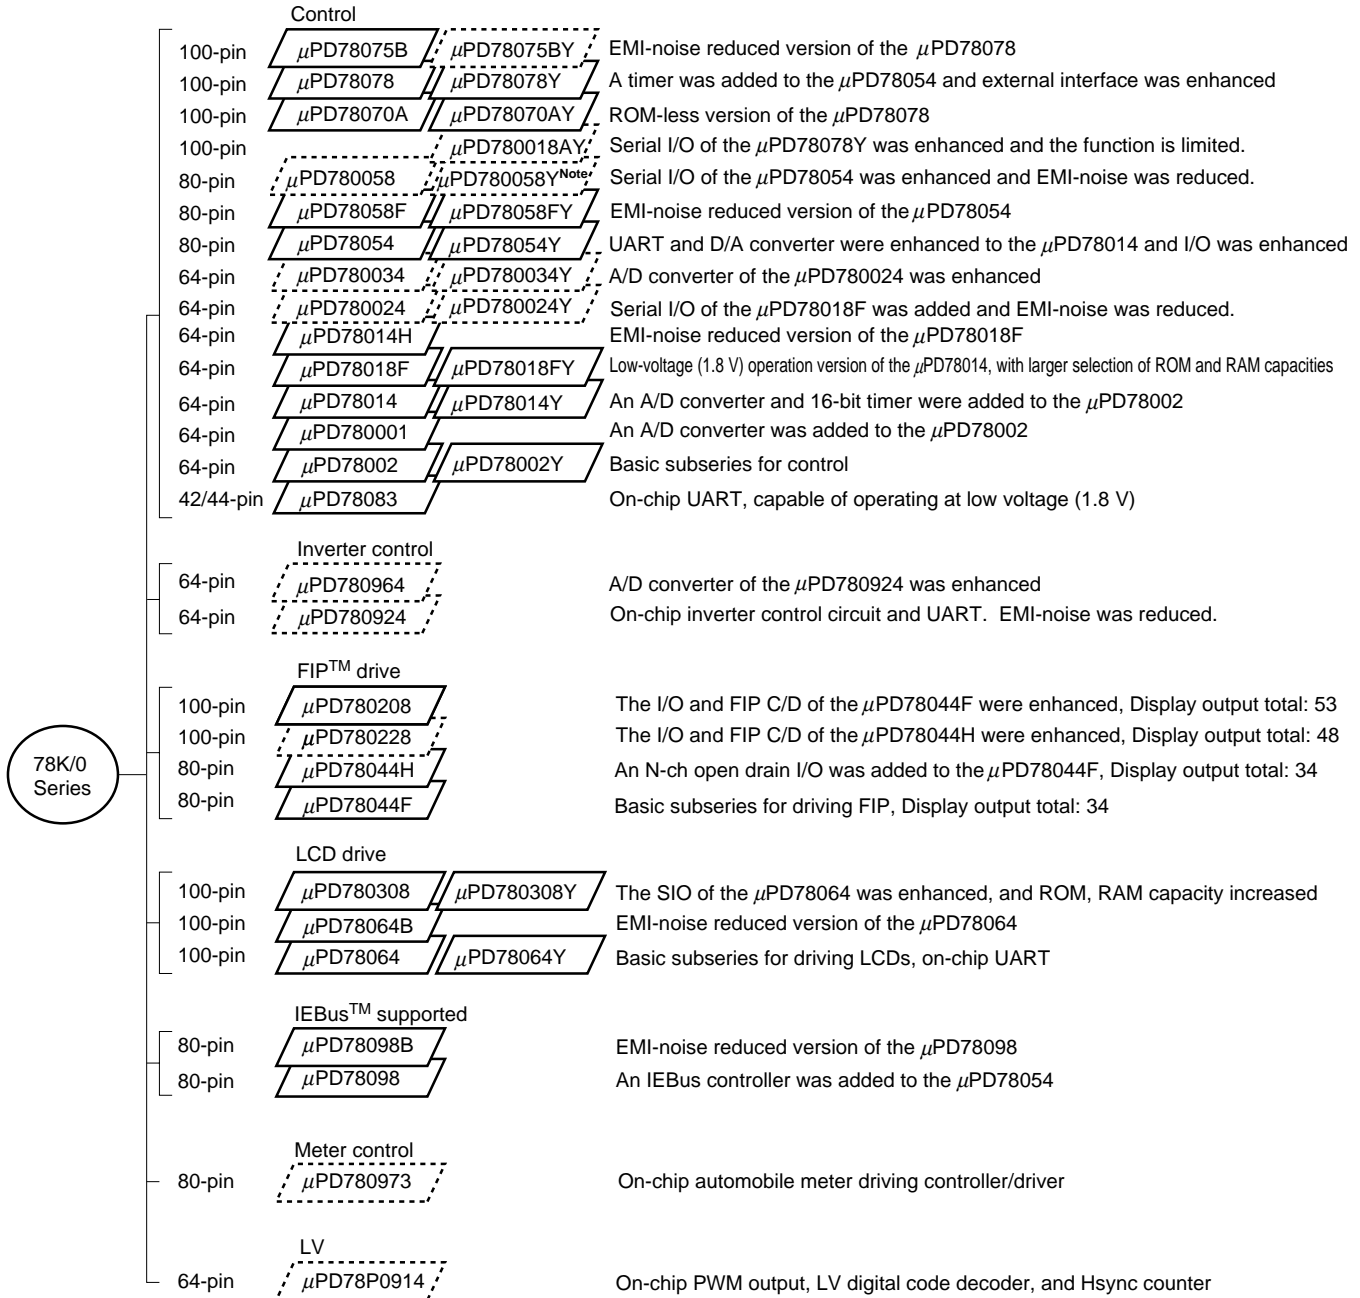 Control
100-pin μPD78075B μPD78075BY EMI-noise reduced version of the μPD78078
100-pin μPD78078 μPD78078Y A timer was added to the μPD78054 and external interface was enhanced
100-pin μPD78070A μPD78070AY ROM-less version of the μPD78078
100-pin μPD780018AY Serial I/O of the μPD78078Y was enhanced and the function is limited.
80-pin μPD780058 μPD780058YNote Serial I/O of the μPD78054 was enhanced and EMI-noise was reduced.
80-pin μPD78058F μPD78058FY EMI-noise reduced version of the μPD78054
80-pin μPD78054 μPD78054Y UART and D/A converter were enhanced to the μPD78014 and I/O was enhanced
64-pin μPD780034 μPD780034Y A/D converter of the μPD780024 was enhanced
64-pin μPD780024 μPD780024Y Serial I/O of the μPD78018F was added and EMI-noise was reduced.
64-pin μPD78014H EMI-noise reduced version of the μPD78018F
64-pin μPD78018F μPD78018FY Low-voltage (1.8 V) operation version of the μPD78014, with larger selection of ROM and RAM capacities
64-pin μPD78014 μPD78014Y An A/D converter and 16-bit timer were added to the μPD78002
64-pin μPD780001 An A/D converter was added to the μPD78002
64-pin μPD78002 μPD78002Y Basic subseries for control
42/44-pin μPD78083 On-chip UART, capable of operating at low voltage (1.8 V)
Inverter control
64-pin μPD780964 A/D converter of the μPD780924 was enhanced
64-pin μPD780924 On-chip inverter control circuit and UART. EMI-noise was reduced.
FIPTM drive
100-pin μPD780208 The I/O and FIP C/D of the μPD78044F were enhanced, Display output total: 53
100-pin μPD780228 The I/O and FIP C/D of the μPD78044H were enhanced, Display output total: 48
80-pin μPD78044H An N-ch open drain I/O was added to the μPD78044F, Display output total: 34
80-pin μPD78044F Basic subseries for driving FIP, Display output total: 34
78K/0
Series
LCD drive
100-pin μPD780308 μPD780308Y The SIO of the μPD78064 was enhanced, and ROM, RAM capacity increased
100-pin μPD78064B EMI-noise reduced version of the μPD78064
100-pin μPD78064 μPD78064Y Basic subseries for driving LCDs, on-chip UART
IEBusTM supported
80-pin μPD78098B EMI-noise reduced version of the μPD78098
80-pin μPD78098 An IEBus controller was added to the μPD78054
Meter control
80-pin μPD780973 On-chip automobile meter driving controller/driver
LV
64-pin μPD78P0914 On-chip PWM output, LV digital code decoder, and Hsync counter